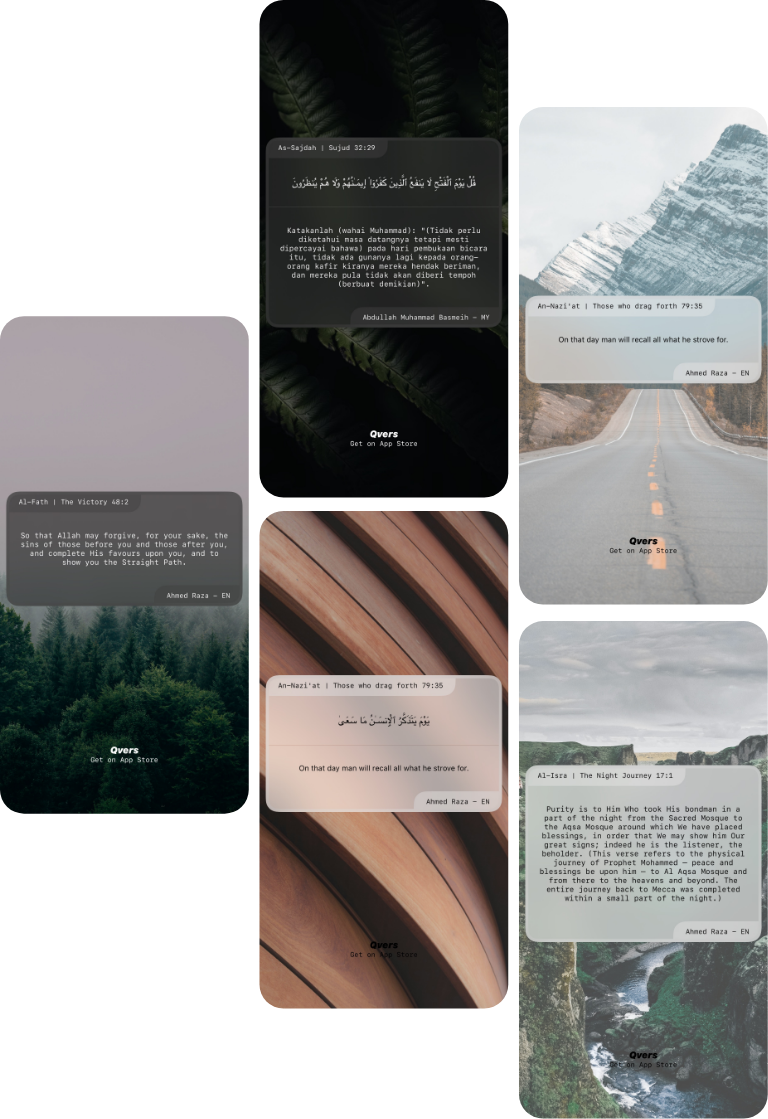 Al-Fath | The Victory 48:2
So that Allah may forgive, for your sake, the
sins of those before you and those after you,
and complete His favours upon you, and to
show you the Straight Path.
Ahmed Raza - EN
Qvers
Get on App Store
As-Sajdah | Sujud 32:29
قُلْ يَوْمَ ٱلْفَتْحِ لَا يَنفَعُ ٱلَّذِينَ كَفَرُوٓا۟ إِيمَـٰنُهُمْ وَلَا هُمْ يُنظَرُونَ
Katakanlah (wahai Muhammad): "(Tidak perlu
diketahui masa datangnya tetapi mesti
dipercayai bahawa) pada hari pembukaan bicara
itu, tidak ada gunanya lagi kepada orang-
orang kafir kiranya mereka hendak beriman,
dan mereka pula tidak akan diberi tempoh
(berbuat demikian)".
Abdullah Muhammad Basmeih - MY
Qvers
Get on App Store
An-Nazi'at | Those who drag forth 79:35
يَوْمَ يَتَذَكَّرُ ٱلْإِنسَـٰنُ مَا سَعَىٰ
On that day man will recall all what he strove for.
Ahmed Raza - EN
Qvers
Get on App Store
An-Nazi'at | Those who drag forth 79:35
On that day man will recall all what he strove for.
Ahmed Raza - EN
Qvers
Get on App Store
Al-Isra | The Night Journey 17:1
Purity is to Him Who took His bondman in a
part of the night from the Sacred Mosque to
the Aqsa Mosque around which We have placed
blessings, in order that We may show him Our
great signs; indeed he is the listener, the
beholder. (This verse refers to the physical
journey of Prophet Mohammed – peace and
blessings be upon him – to Al Aqsa Mosque and
from there to the heavens and beyond. The
entire journey back to Mecca was completed
within a small part of the night.)
Ahmed Raza - EN
Qvers
Get on App Store